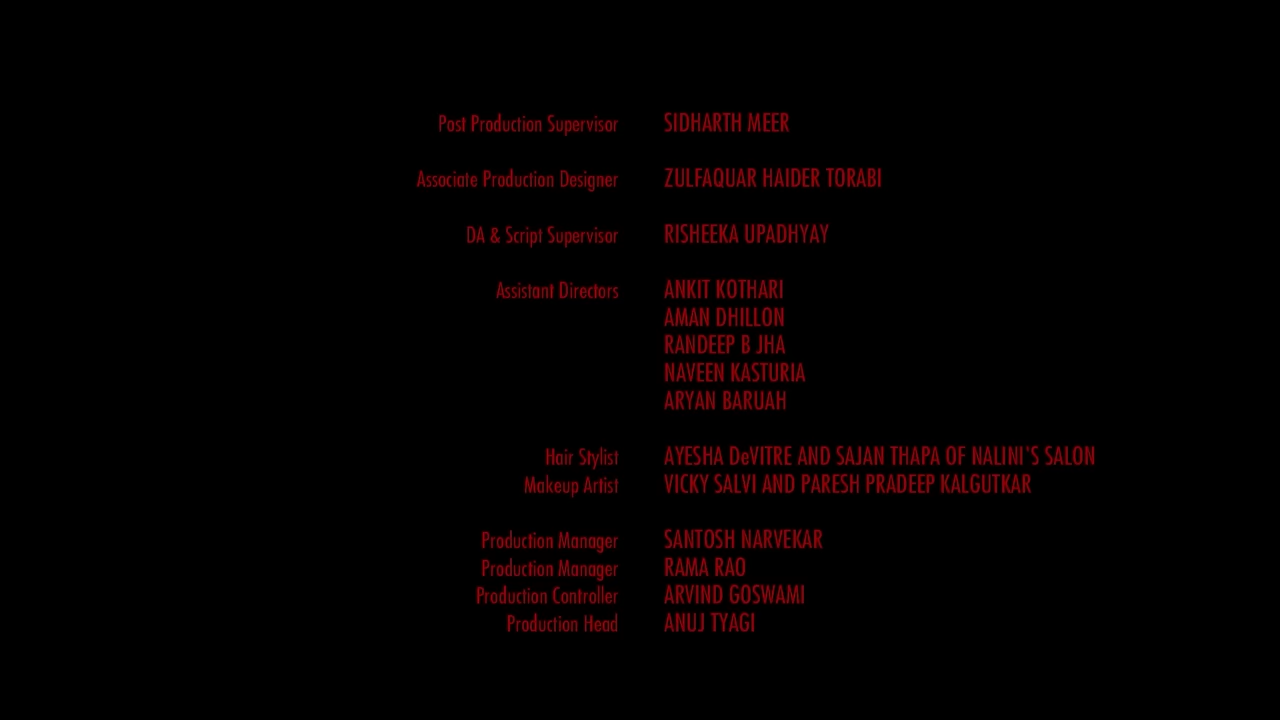 Post Production Supervisor SIDHARTH MEER
Associate Production Designer ZULFAQUAR HAIDER TORABI
DA & Script Supervisor RISHEEKA UPADHYAY
Assistant Directors ANKIT KOTHARI
AMAN DHILLON
RANDEEP B JHA
NAVEEN KASTURIA
ARYAN BARUAH
Hair Stylist AYESHA DeVITRE AND SAJAN THAPA OF NALINI'S SALON
Makeup Artist VICKY SALVI AND PARESH PRADEEP KALGUTKAR
Production Manager SANTOSH NARVEKAR
Production Manager RAMA RAO
Production Controller ARVIND GOSWAMI
Production Head ANUJ TYAGI